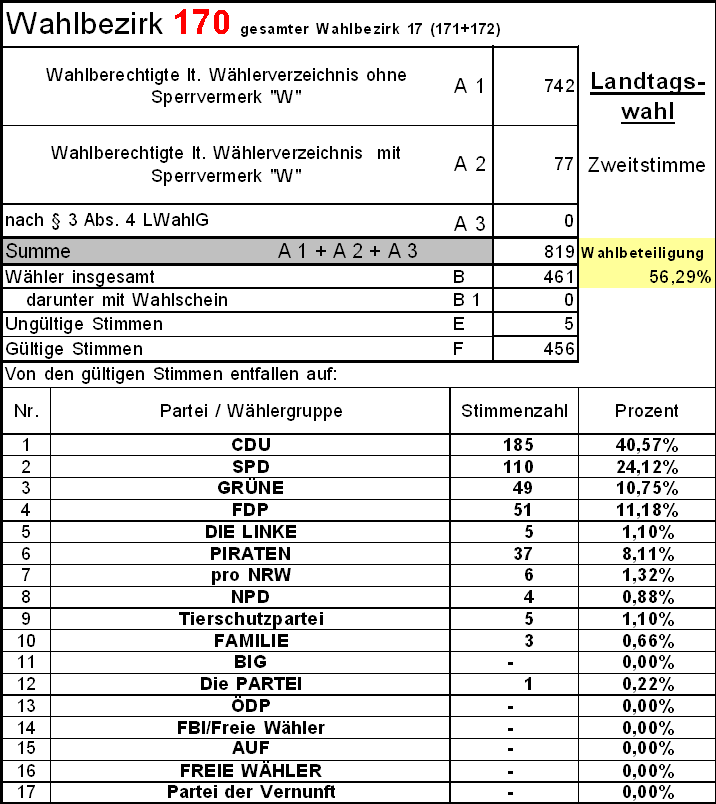 Wahlbezirk 170 gesamter Wahlbezirk 17 (171+172)
Wahlberechtigte lt. Wählerverzeichnis ohne
Sperrvermerk "W" A 1 742
Landtags-
wahl
Wahlberechtigte lt. Wählerverzeichnis mit
Sperrvermerk "W" A 2 77
Zweitstimme
nach § 3 Abs. 4 LWahlG A 3 0
Summe A 1 + A 2 + A 3 819 Wahlbeteiligung
Wähler insgesamt B 461 56,29%
darunter mit Wahlschein B 1 0
Ungültige Stimmen E 5
Gültige Stimmen F 456
Von den gültigen Stimmen entfallen auf:
Nr. Partei / Wählergruppe Stimmenzahl Prozent
1 CDU 185 40,57%
2 SPD 110 24,12%
3 GRÜNE 49 10,75%
4 FDP 51 11,18%
5 DIE LINKE 5 1,10%
6 PIRATEN 37 8,11%
7 pro NRW 6 1,32%
8 NPD 4 0,88%
9 Tierschutzpartei 5 1,10%
10 FAMILIE 3 0,66%
11 BIG - 0,00%
12 Die PARTEI 1 0,22%
13 ÖDP - 0,00%
14 FBI/Freie Wähler - 0,00%
15 AUF - 0,00%
16 FREIE WÄHLER - 0,00%
17 Partei der Vernunft - 0,00%